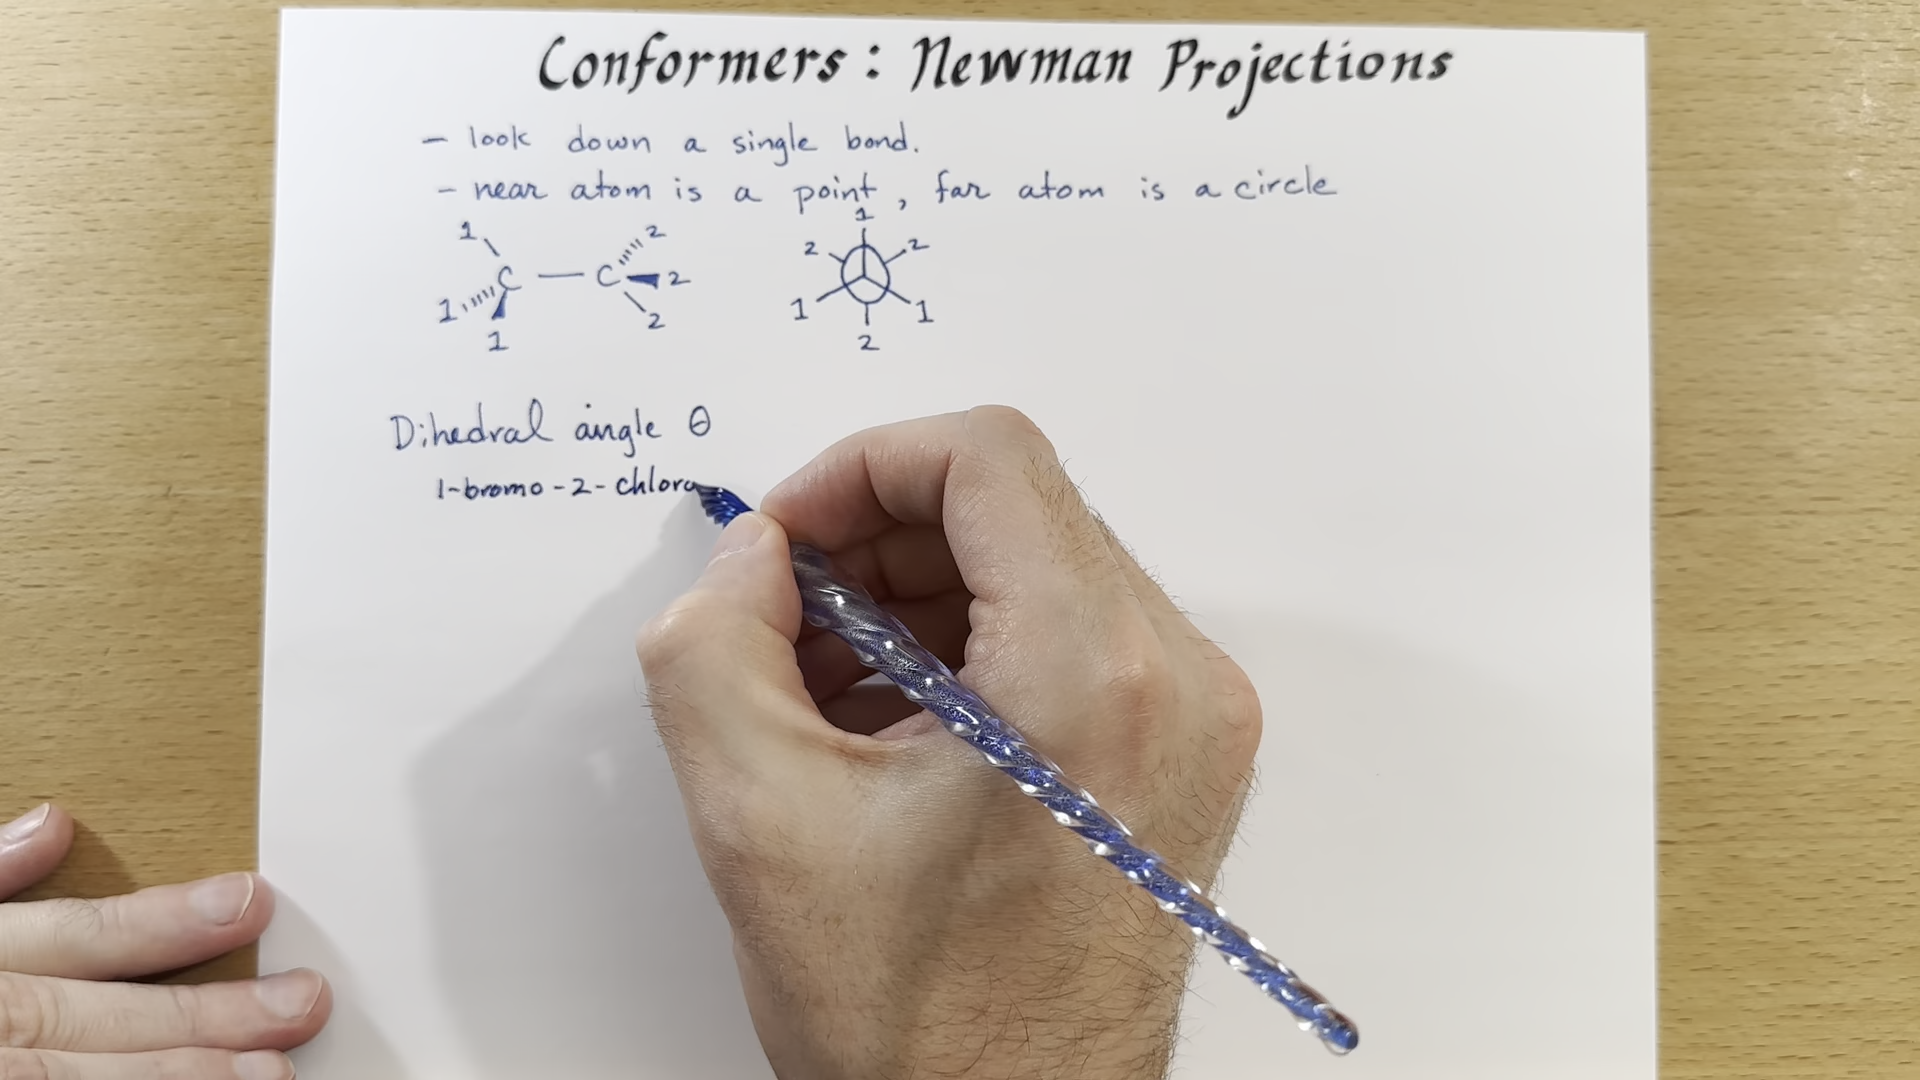 Conformers: Newman Projections
- look down a single bond.
- near atom is a point, far atom is a circle
1 2
1 C — C 2
1 2
1
2 2
1 1
2
Dihedral angle θ
1-bromo-2-chloro